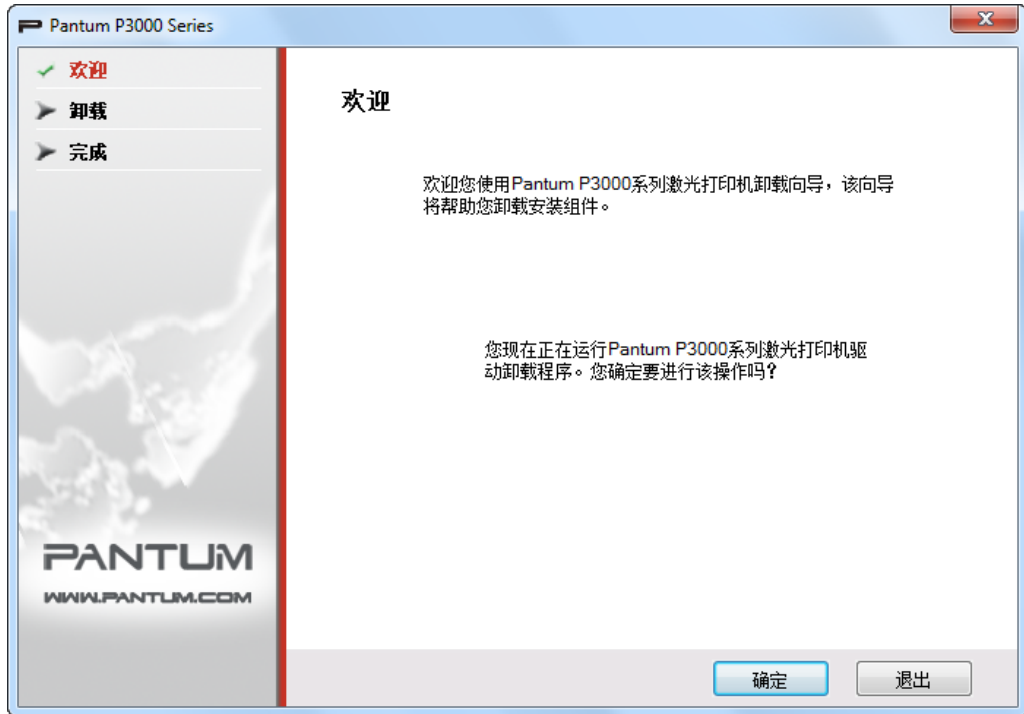 Pantum P3000 Series
欢迎
卸载
完成
欢迎
欢迎您使用Pantum P3000系列激光打印机卸载向导，该向导
将帮助您卸载安装组件。
您现在正在运行Pantum P3000系列激光打印机驱
动卸载程序。您确定要进行该操作吗？
PANTUM
WWW.PANTUM.COM
确定
退出